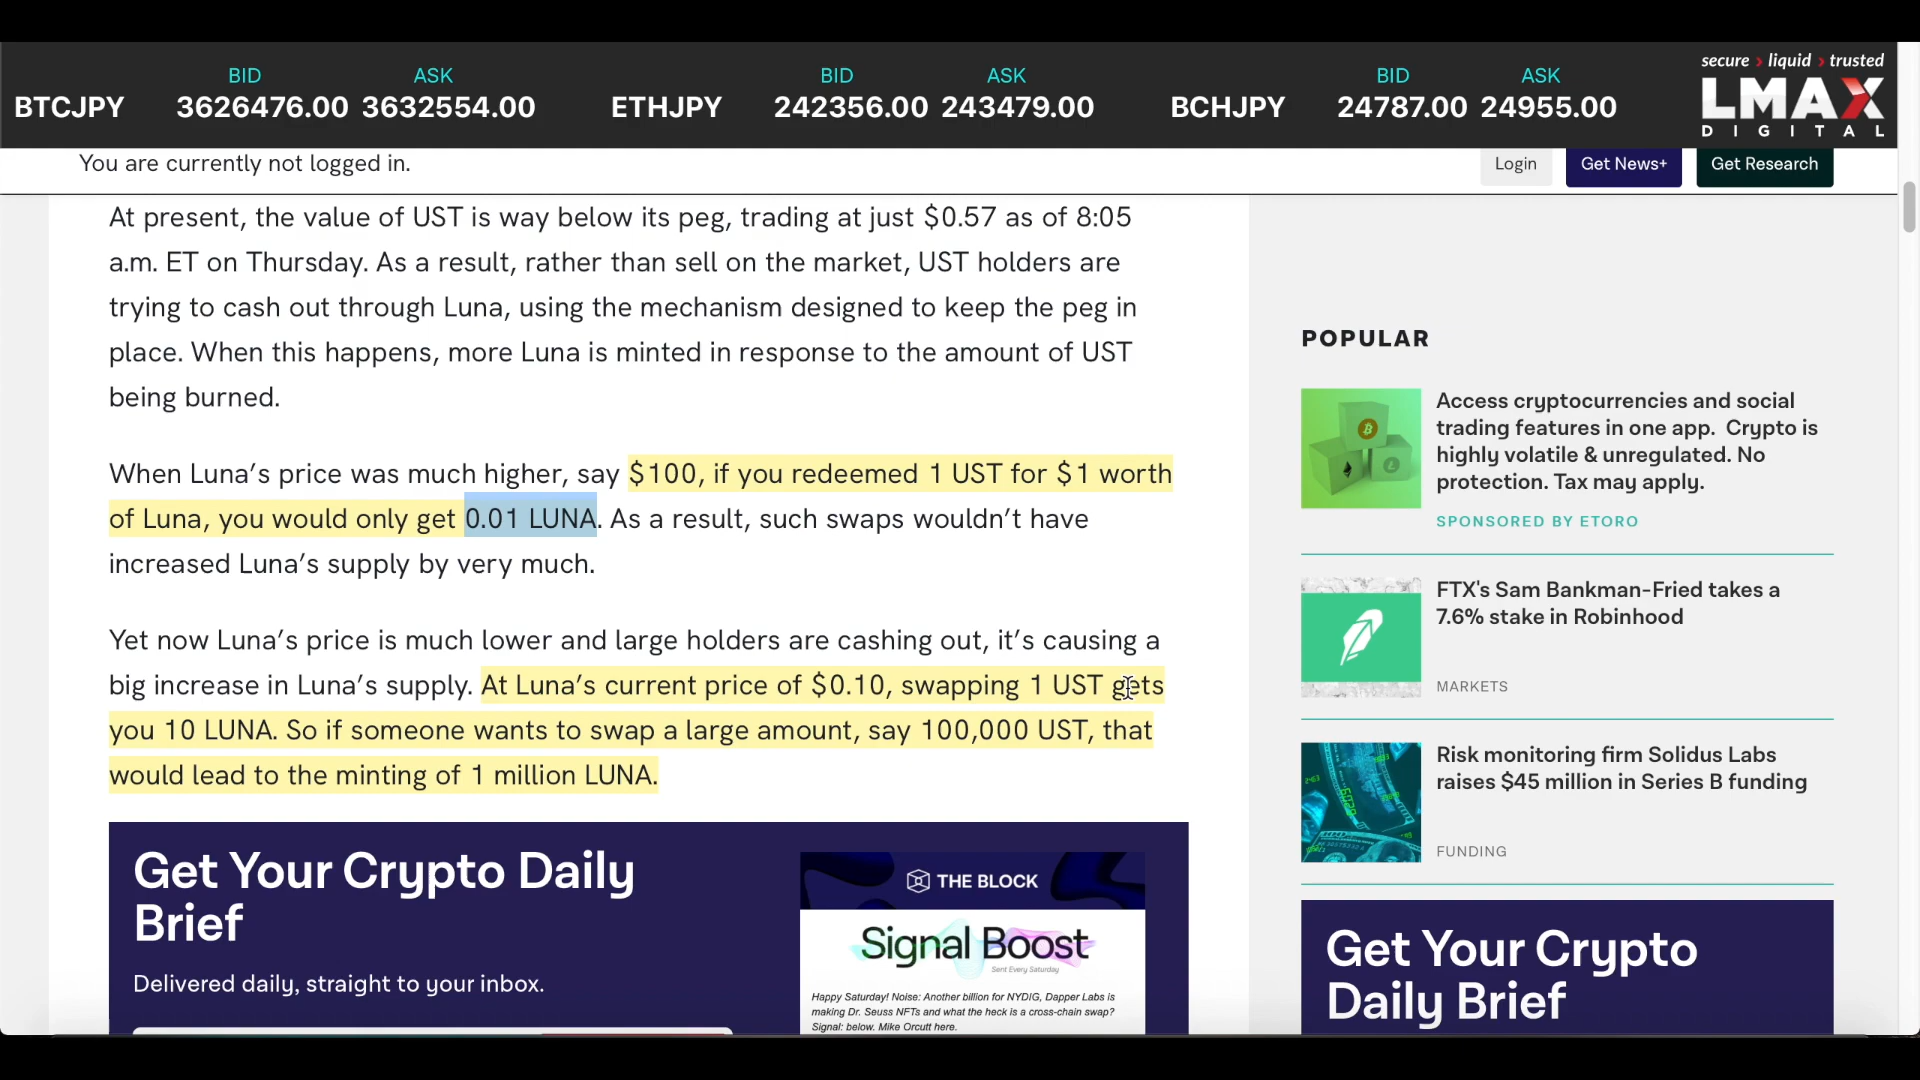 BID ASK BID ASK BID ASK
BTCJPY 3626476.00 3632554.00 ETHJPY 242356.00 243479.00 BCHJPY 24787.00 24955.00
secure › liquid › trusted
LMAX
DIGITAL
You are currently not logged in.
Login Get News+ Get Research
At present, the value of UST is way below its peg, trading at just $0.57 as of 8:05
a.m. ET on Thursday. As a result, rather than sell on the market, UST holders are
trying to cash out through Luna, using the mechanism designed to keep the peg in
place. When this happens, more Luna is minted in response to the amount of UST
being burned.
When Luna’s price was much higher, say $100, if you redeemed 1 UST for $1 worth
of Luna, you would only get 0.01 LUNA. As a result, such swaps wouldn’t have
increased Luna’s supply by very much.
Yet now Luna’s price is much lower and large holders are cashing out, it’s causing a
big increase in Luna’s supply. At Luna’s current price of $0.10, swapping 1 UST gets
you 10 LUNA. So if someone wants to swap a large amount, say 100,000 UST, that
would lead to the minting of 1 million LUNA.
Get Your Crypto Daily
Brief
Delivered daily, straight to your inbox.
THE BLOCK
Signal Boost
Sent Every Saturday
Happy Saturday! Noise: Another billion for NYDIG, Dapper Labs is
making Dr. Seuss NFTs and what the heck is a cross-chain swap?
Signal: below. Mike Orcutt here.
POPULAR
Access cryptocurrencies and social
trading features in one app. Crypto is
highly volatile & unregulated. No
protection. Tax may apply.
SPONSORED BY ETORO
FTX's Sam Bankman-Fried takes a
7.6% stake in Robinhood
MARKETS
Risk monitoring firm Solidus Labs
raises $45 million in Series B funding
FUNDING
Get Your Crypto
Daily Brief